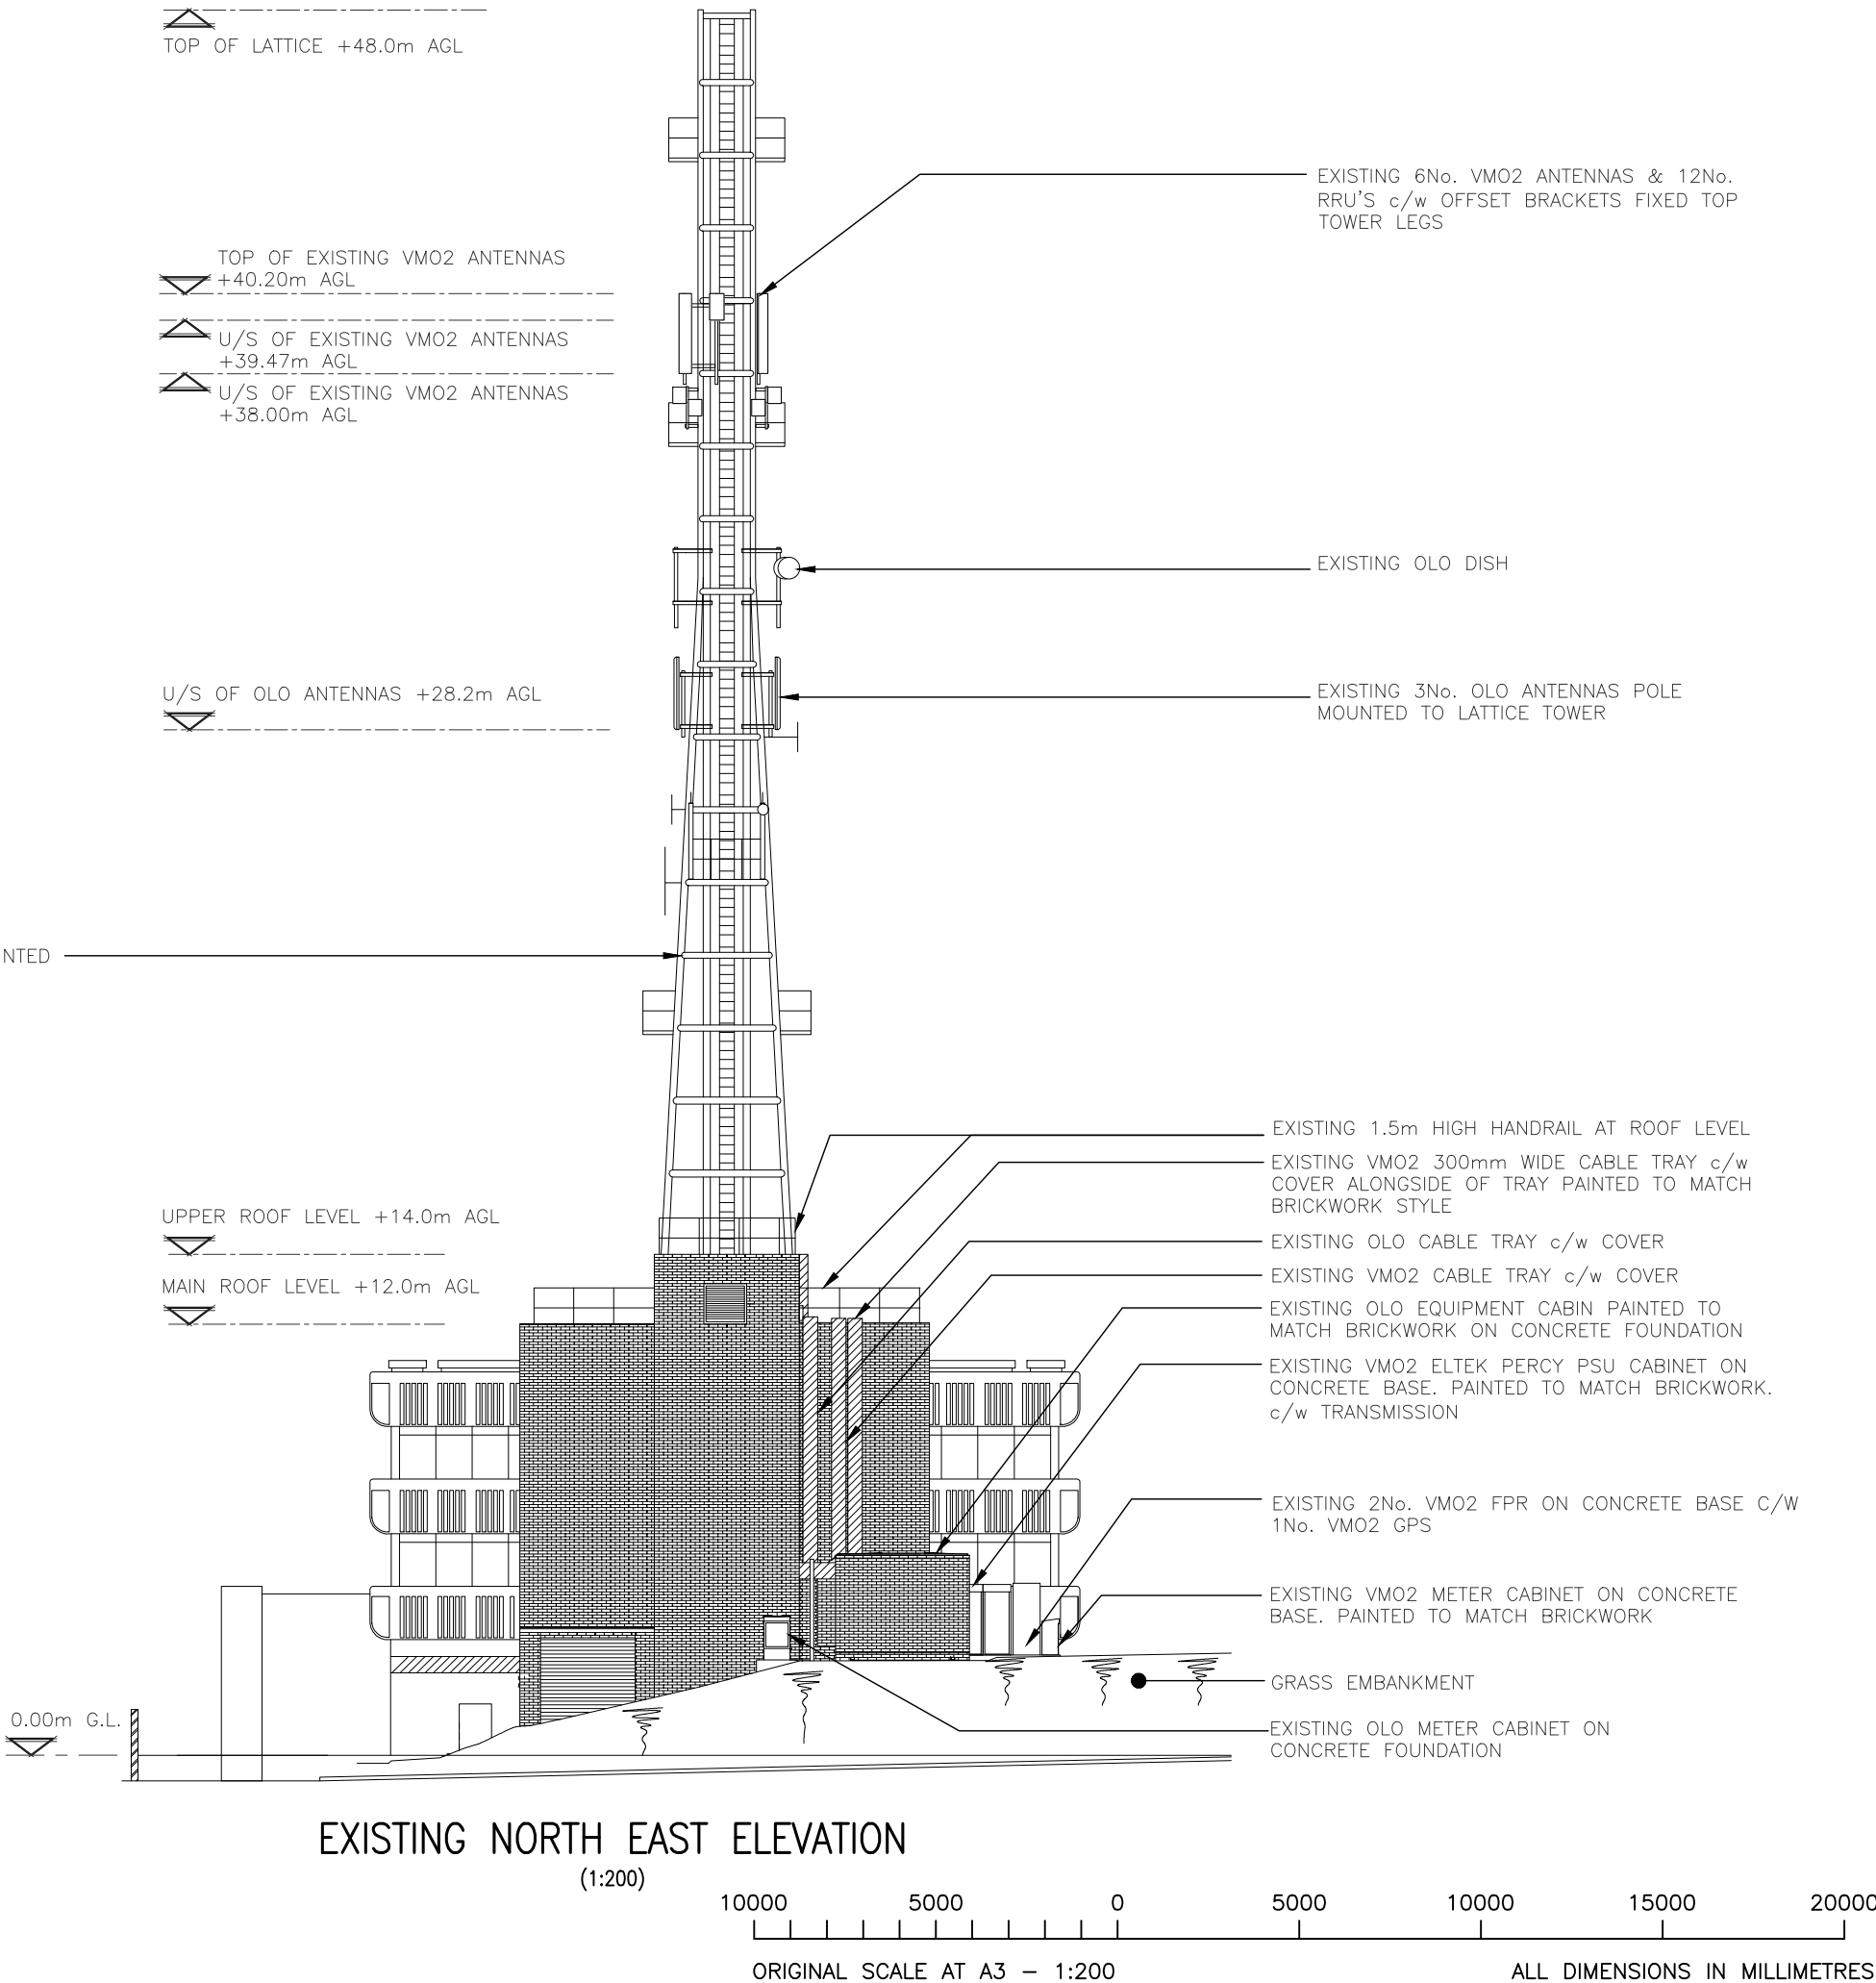 TOP OF LATTICE +48.0m AGL
EXISTING 6No. VMO2 ANTENNAS & 12No.
RRU'S c/w OFFSET BRACKETS FIXED TOP
TOWER LEGS
TOP OF EXISTING VMO2 ANTENNAS
+40.20m AGL
U/S OF EXISTING VMO2 ANTENNAS
+39.47m AGL
U/S OF EXISTING VMO2 ANTENNAS
+38.00m AGL
EXISTING OLO DISH
U/S OF OLO ANTENNAS +28.2m AGL
EXISTING 3No. OLO ANTENNAS POLE
MOUNTED TO LATTICE TOWER
NTED
EXISTING 1.5m HIGH HANDRAIL AT ROOF LEVEL
EXISTING VMO2 300mm WIDE CABLE TRAY c/w
COVER ALONGSIDE OF TRAY PAINTED TO MATCH
BRICKWORK STYLE
UPPER ROOF LEVEL +14.0m AGL
EXISTING OLO CABLE TRAY c/w COVER
EXISTING VMO2 CABLE TRAY c/w COVER
MAIN ROOF LEVEL +12.0m AGL
EXISTING OLO EQUIPMENT CABIN PAINTED TO
MATCH BRICKWORK ON CONCRETE FOUNDATION
EXISTING VMO2 ELTEK PERCY PSU CABINET ON
CONCRETE BASE. PAINTED TO MATCH BRICKWORK.
c/w TRANSMISSION
EXISTING 2No. VMO2 FPR ON CONCRETE BASE C/W
1No. VMO2 GPS
EXISTING VMO2 METER CABINET ON CONCRETE
BASE. PAINTED TO MATCH BRICKWORK
GRASS EMBANKMENT
0.00m G.L.
EXISTING OLO METER CABINET ON
CONCRETE FOUNDATION
EXISTING NORTH EAST ELEVATION
(1:200)
10000 5000 0 5000 10000 15000 20000
ORIGINAL SCALE AT A3 – 1:200
ALL DIMENSIONS IN MILLIMETRES